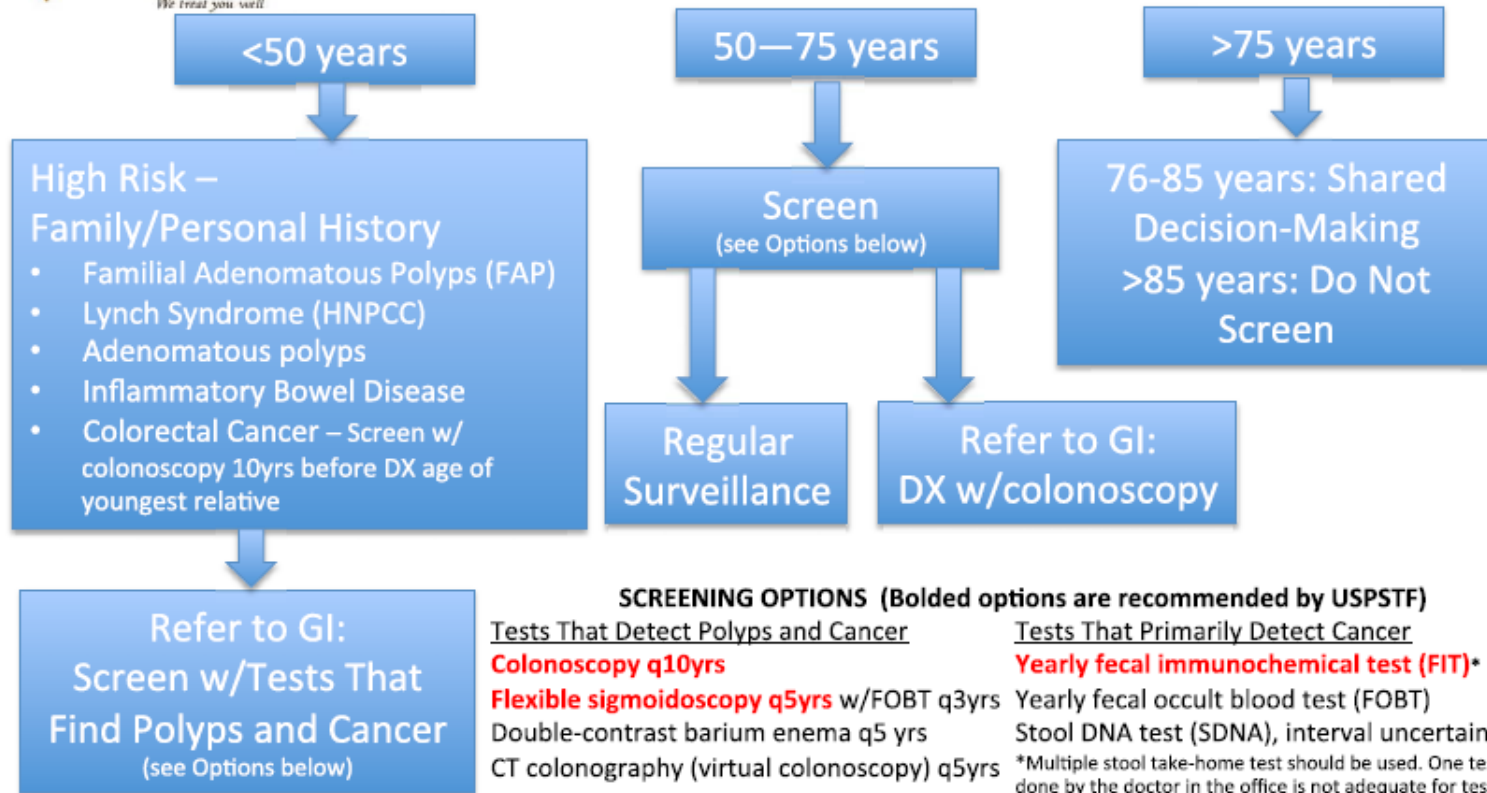 We treat you well
<50 years
50—75 years
>75 years
High Risk –
Family/Personal History
• Familial Adenomatous Polyps (FAP)
• Lynch Syndrome (HNPCC)
• Adenomatous polyps
• Inflammatory Bowel Disease
• Colorectal Cancer – Screen w/
colonoscopy 10yrs before DX age of
youngest relative
Screen
(see Options below)
76-85 years: Shared
Decision-Making
>85 years: Do Not
Screen
Regular
Surveillance
Refer to GI:
DX w/colonoscopy
Refer to GI:
Screen w/Tests That
Find Polyps and Cancer
(see Options below)
SCREENING OPTIONS (Bolded options are recommended by USPSTF)
Tests That Detect Polyps and Cancer
Colonoscopy q10yrs
Flexible sigmoidoscopy q5yrs w/FOBT q3yrs
Double-contrast barium enema q5 yrs
CT colonography (virtual colonoscopy) q5yrs
Tests That Primarily Detect Cancer
Yearly fecal immunochemical test (FIT)*
Yearly fecal occult blood test (FOBT)
Stool DNA test (SDNA), interval uncertain
*Multiple stool take-home test should be used. One
done by the doctor in the office is not adequate for